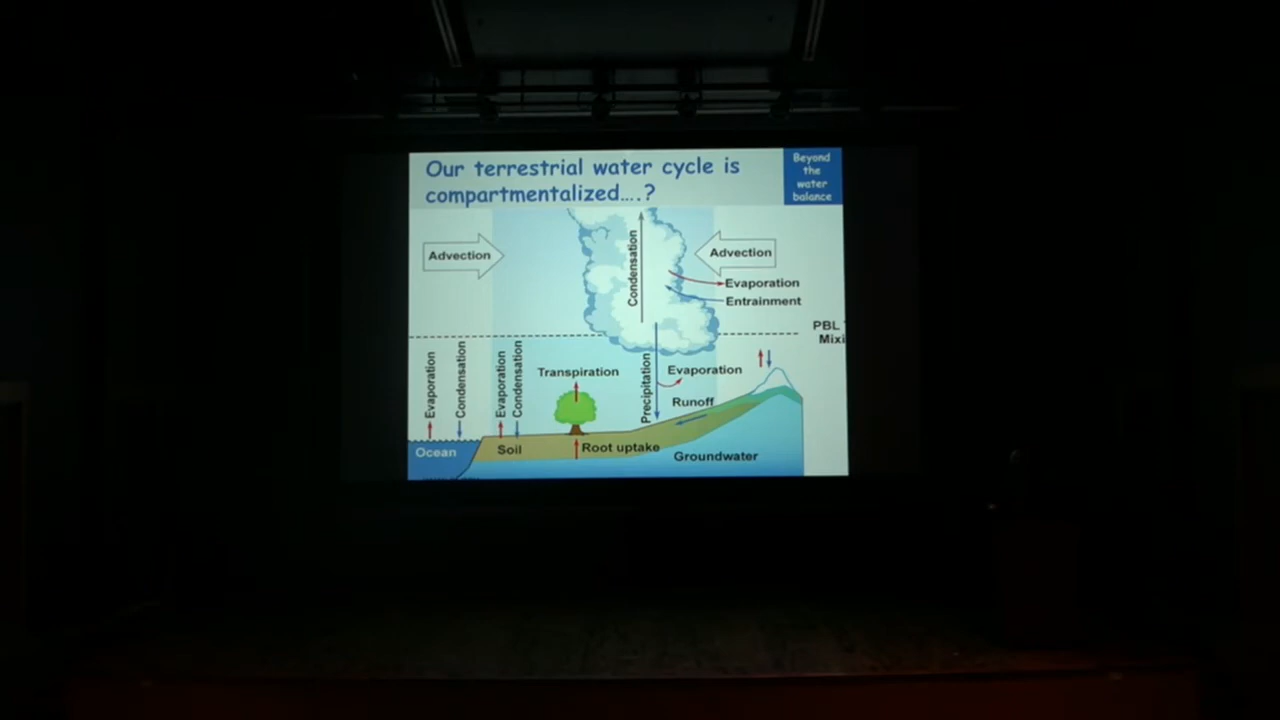 Our terrestrial water cycle is
compartmentalized….?
Beyond
the
water
balance
Advection
Condensation
Advection
Evaporation
Entrainment
PBL
Mixi
Evaporation
Condensation
Evaporation
Condensation
Transpiration
Precipitation
Evaporation
Runoff
Ocean
Soil
Root uptake
Groundwater